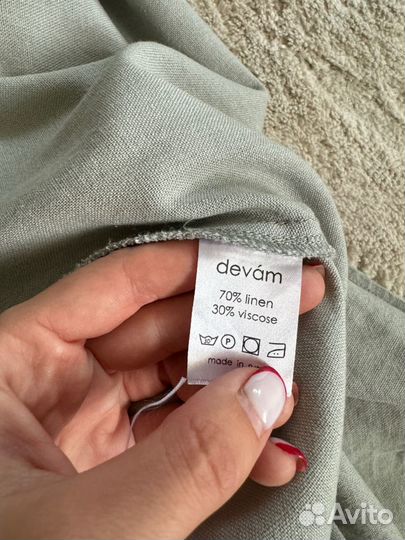 devám
70% linen
30% viscose
P
made in
Avito